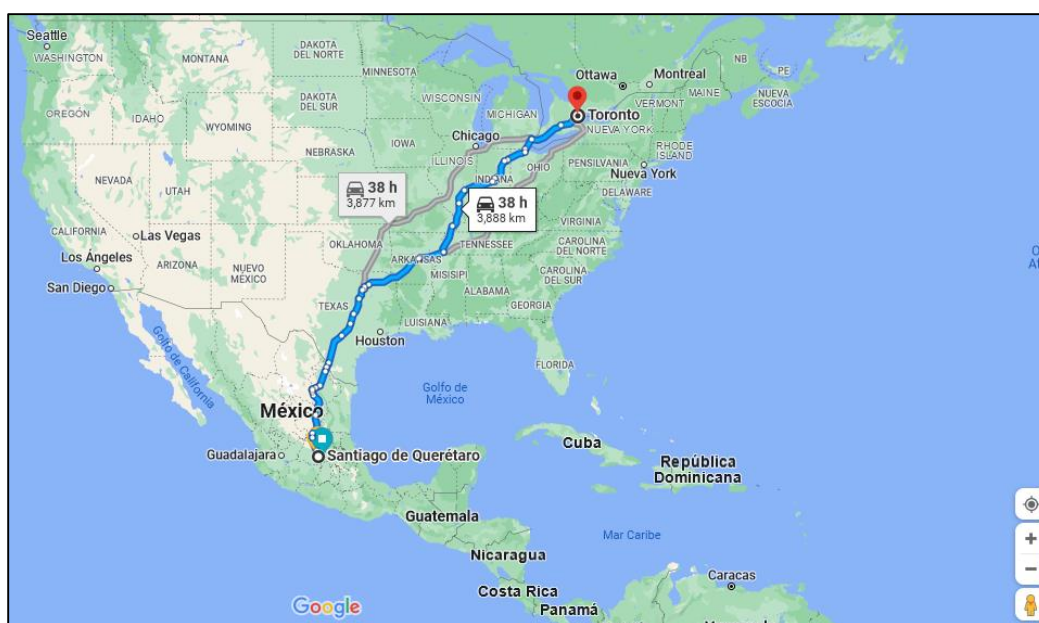 Seattle
WASHINGTON
MONTANA
DAKOTA
DEL NORTE
MINNESOTA
Ottawa
Montreal
NB
PE
NUEVA
ESCOCIA
MAINE
VERMONT
Toronto
NUEVA YORK
OREGÓN
IDAHO
WYOMING
DAKOTA
DEL SUR
WISCONSIN
MICHIGAN
Chicago
IOWA
NEBRASKA
ILLINOIS
INDIANA
OHIO
PENSILVANIA
RHODE
ISLAND
Nueva York
NEVADA
UTAH
38 h
3,877 km
38 h
3,888 km
DELAWARE
VIRGINIA
CALIFORNIA
Las Vegas
OKLAHOMA
TENNESSEE
CAROLINA
DEL NORTE
Los Ángeles
ARIZONA
NUEVO
MÉXICO
ARKANSAS
MISISIPI
CAROLINA
DEL SUR
San Diego
TEXAS
ALABAMA
GEORGIA
LUISIANA
Houston
Golfo de California
FLORIDA
Golfo de
México
México
Guadalajara
Santiago de Querétaro
Cuba
República
Dominicana
Guatemala
Mar Caribe
Nicaragua
Caracas
Costa Rica
Panamá
Google